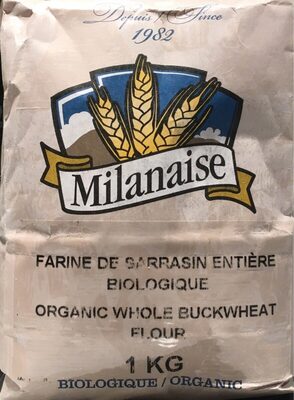 Depuis / Since
1982
Milanaise
FARINE DE SARRASIN ENTIÈRE
BIOLOGIQUE
ORGANIC WHOLE BUCKWHEAT
FLOUR
1 KG
BIOLOGIQUE / ORGANIC